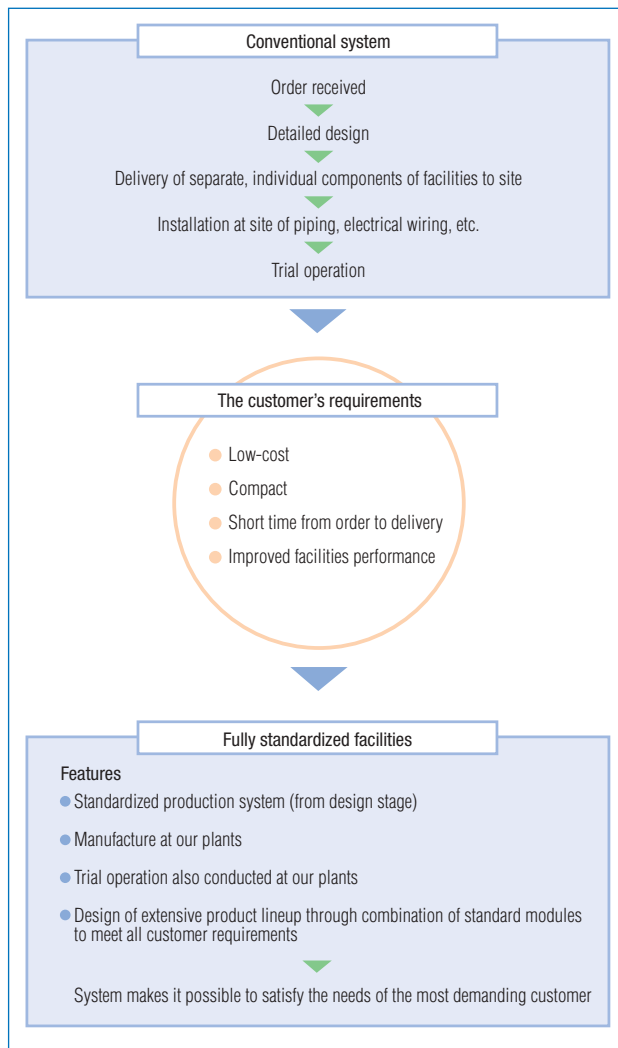 Conventional system
Order received
Detailed design
Delivery of separate, individual components of facilities to site
Installation at site of piping, electrical wiring, etc.
Trial operation
The customer's requirements
Low-cost
Compact
Short time from order to delivery
Improved facilities performance
Fully standardized facilities
Features
Standardized production system (from design stage)
Manufacture at our plants
Trial operation also conducted at our plants
Design of extensive product lineup through combination of standard modules
to meet all customer requirements
System makes it possible to satisfy the needs of the most demanding customer